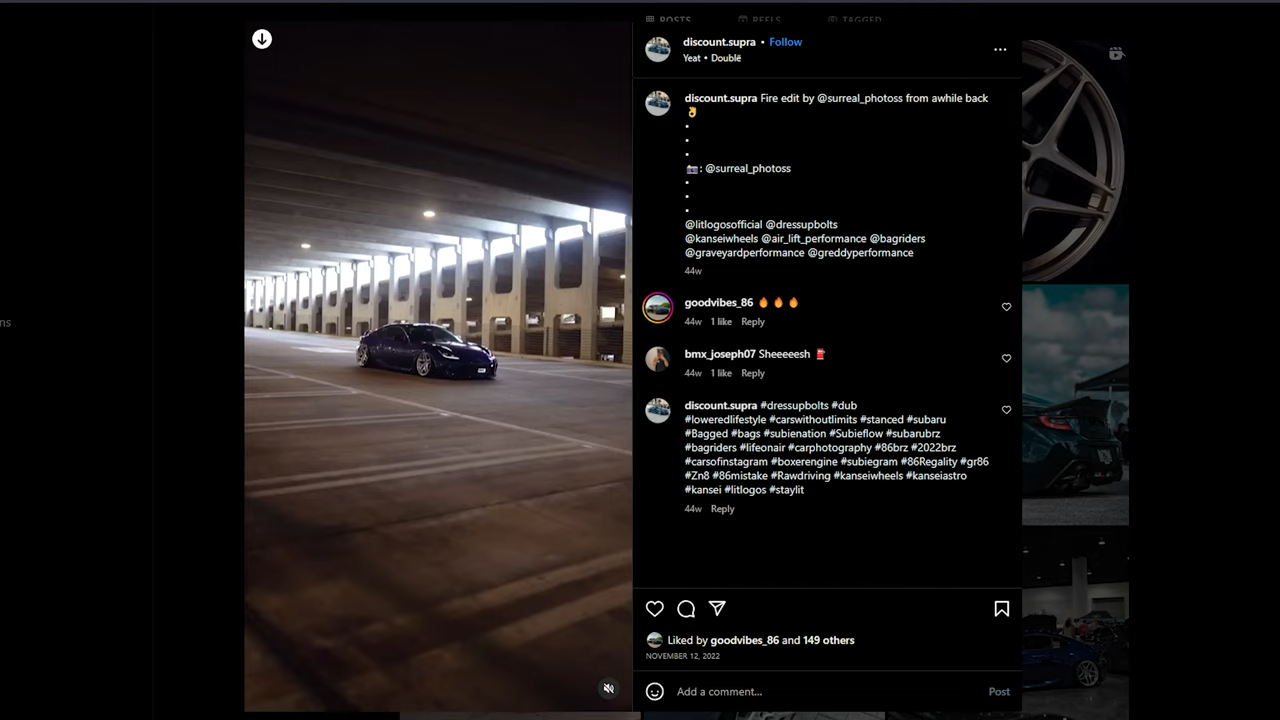 POSTS REELS TAGGED
discount.supra • Follow
Yeat • Doublë
discount.supra Fire edit by @surreal_photoss from awhile back
👌
.
.
.
📸: @surreal_photoss
.
.
.
@litlogosofficial @dressupbolts
@kanseiwheels @air_lift_performance @bagriders
@graveyardperformance @greddyperformance
44w
goodvibes_86 🔥🔥🔥
44w 1 like Reply
bmx_joseph07 Sheeeeesh ⛽
44w 1 like Reply
discount.supra #dressupbolts #dub
#loweredlifestyle #carswithoutlimits #stanced #subaru
#Bagged #bags #subienation #Subieflow #subarubrz
#bagriders #lifeonair #carphotography #86brz #2022brz
#carsofinstagram #boxerengine #subiegram #86Regality #gr86
#Zn8 #86mistake #Rawdriving #kanseiwheels #kanseiastro
#kansei #litlogos #staylit
44w Reply
ns
Liked by goodvibes_86 and 149 others
NOVEMBER 12, 2022
Add a comment... Post